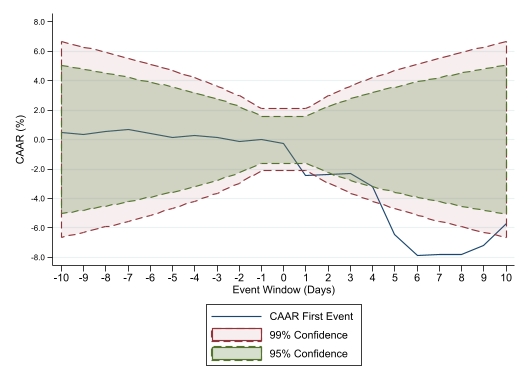 8.0
6.0
4.0
2.0
0.0
-2.0
-4.0
-6.0
-8.0
CAAR (%)
-10 -9 -8 -7 -6 -5 -4 -3 -2 -1 0 1 2 3 4 5 6 7 8 9 10
Event Window (Days)
CAAR First Event
99% Confidence
95% Confidence